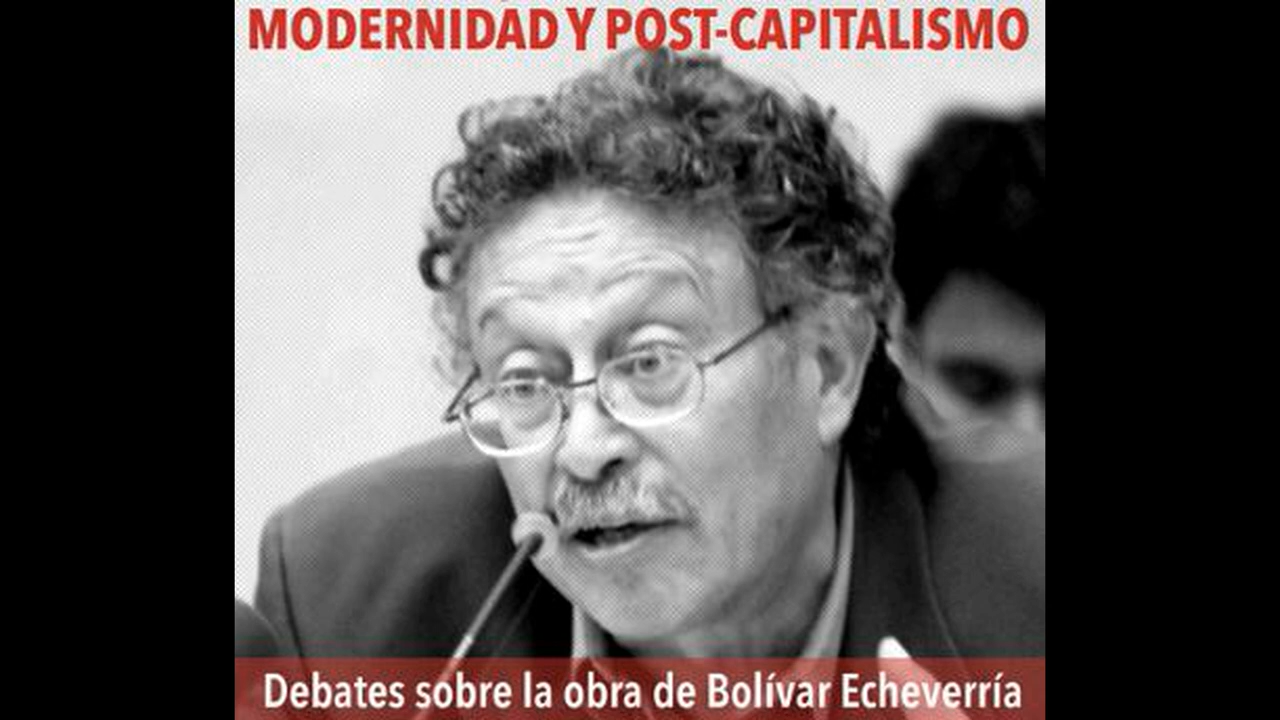 MODERNIDAD Y POST-CAPITALISMO
Debates sobre la obra de Bolívar Echeverría